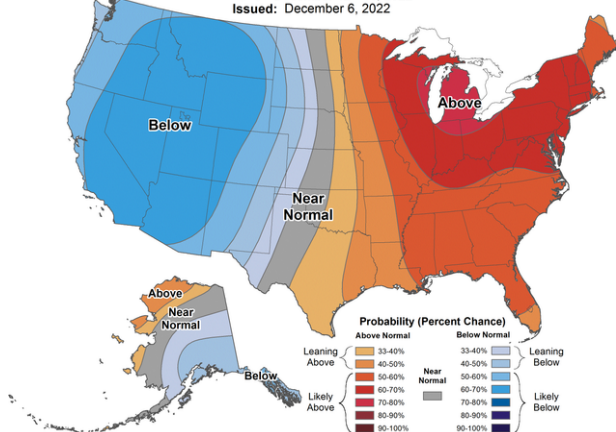 Issued: December 6, 2022
Below
Above
Near
Normal
Above
Near
Normal
Below
Probability (Percent Chance)
Above Normal
Below Normal
Leaning
Above
33-40%
40-50%
50-60%
60-70%
70-80%
80-90%
90-100%
Likely
Above
Near
Normal
33-40%
40-50%
50-60%
60-70%
70-80%
80-90%
90-100%
Leaning
Below
Likely
Below